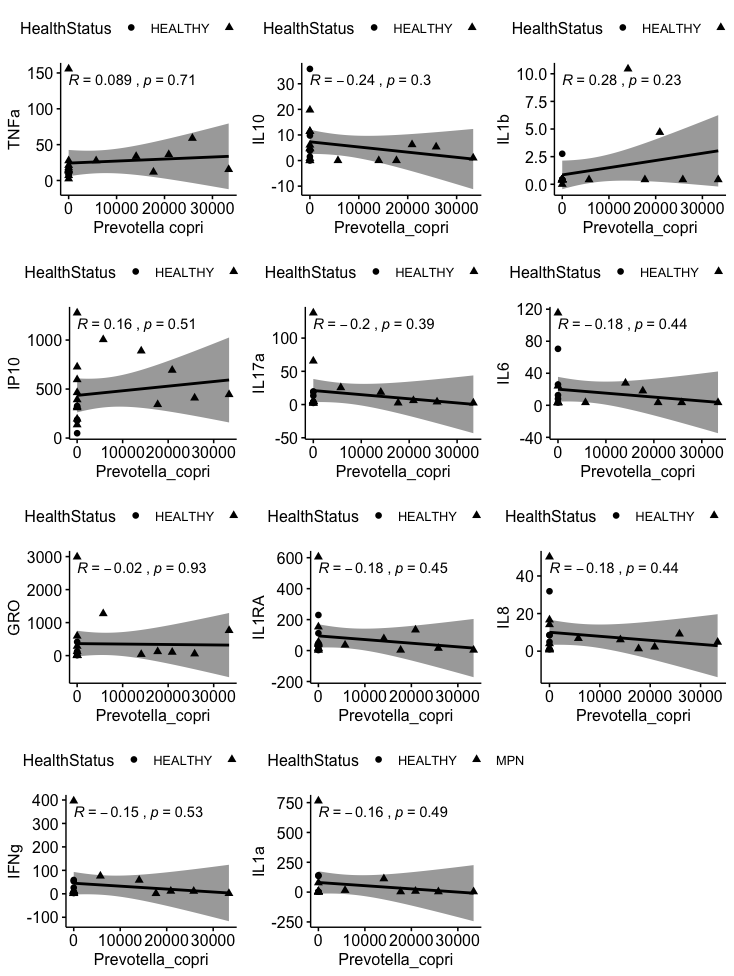 HealthStatus HEALTHY
HealthStatus HEALTHY
HealthStatus HEALTHY
TNFa
150
100
50
0
R = 0.089 , p = 0.71
0 10000 20000 30000
Prevotella copri
IL10
30
20
10
0
-10
R = −0.24 , p = 0.3
0 10000 20000 30000
Prevotella_copri
IL1b
10.0
7.5
5.0
2.5
0.0
R = 0.28 , p = 0.23
0 10000 20000 30000
Prevotella_copri
HealthStatus HEALTHY
HealthStatus HEALTHY
HealthStatus HEALTHY
IP10
1000
500
0
R = 0.16 , p = 0.51
0 10000 20000 30000
Prevotella_copri
IL17a
100
50
0
-50
R = −0.2 , p = 0.39
0 10000 20000 30000
Prevotella_copri
IL6
120
80
40
0
-40
R = −0.18 , p = 0.44
0 10000 20000 30000
Prevotella_copri
HealthStatus HEALTHY
HealthStatus HEALTHY
HealthStatus HEALTHY
GRO
3000
2000
1000
0
R = −0.02 , p = 0.93
0 10000 20000 30000
Prevotella_copri
IL1RA
600
400
200
0
-200
R = −0.18 , p = 0.45
0 10000 20000 30000
Prevotella_copri
IL8
40
20
0
R = −0.18 , p = 0.44
0 10000 20000 30000
Prevotella_copri
HealthStatus HEALTHY
HealthStatus HEALTHY MPN
IFNg
400
300
200
100
0
-100
R = −0.15 , p = 0.53
0 10000 20000 30000
Prevotella_copri
IL1a
750
500
250
0
-250
R = −0.16 , p = 0.49
0 10000 20000 30000
Prevotella_copri